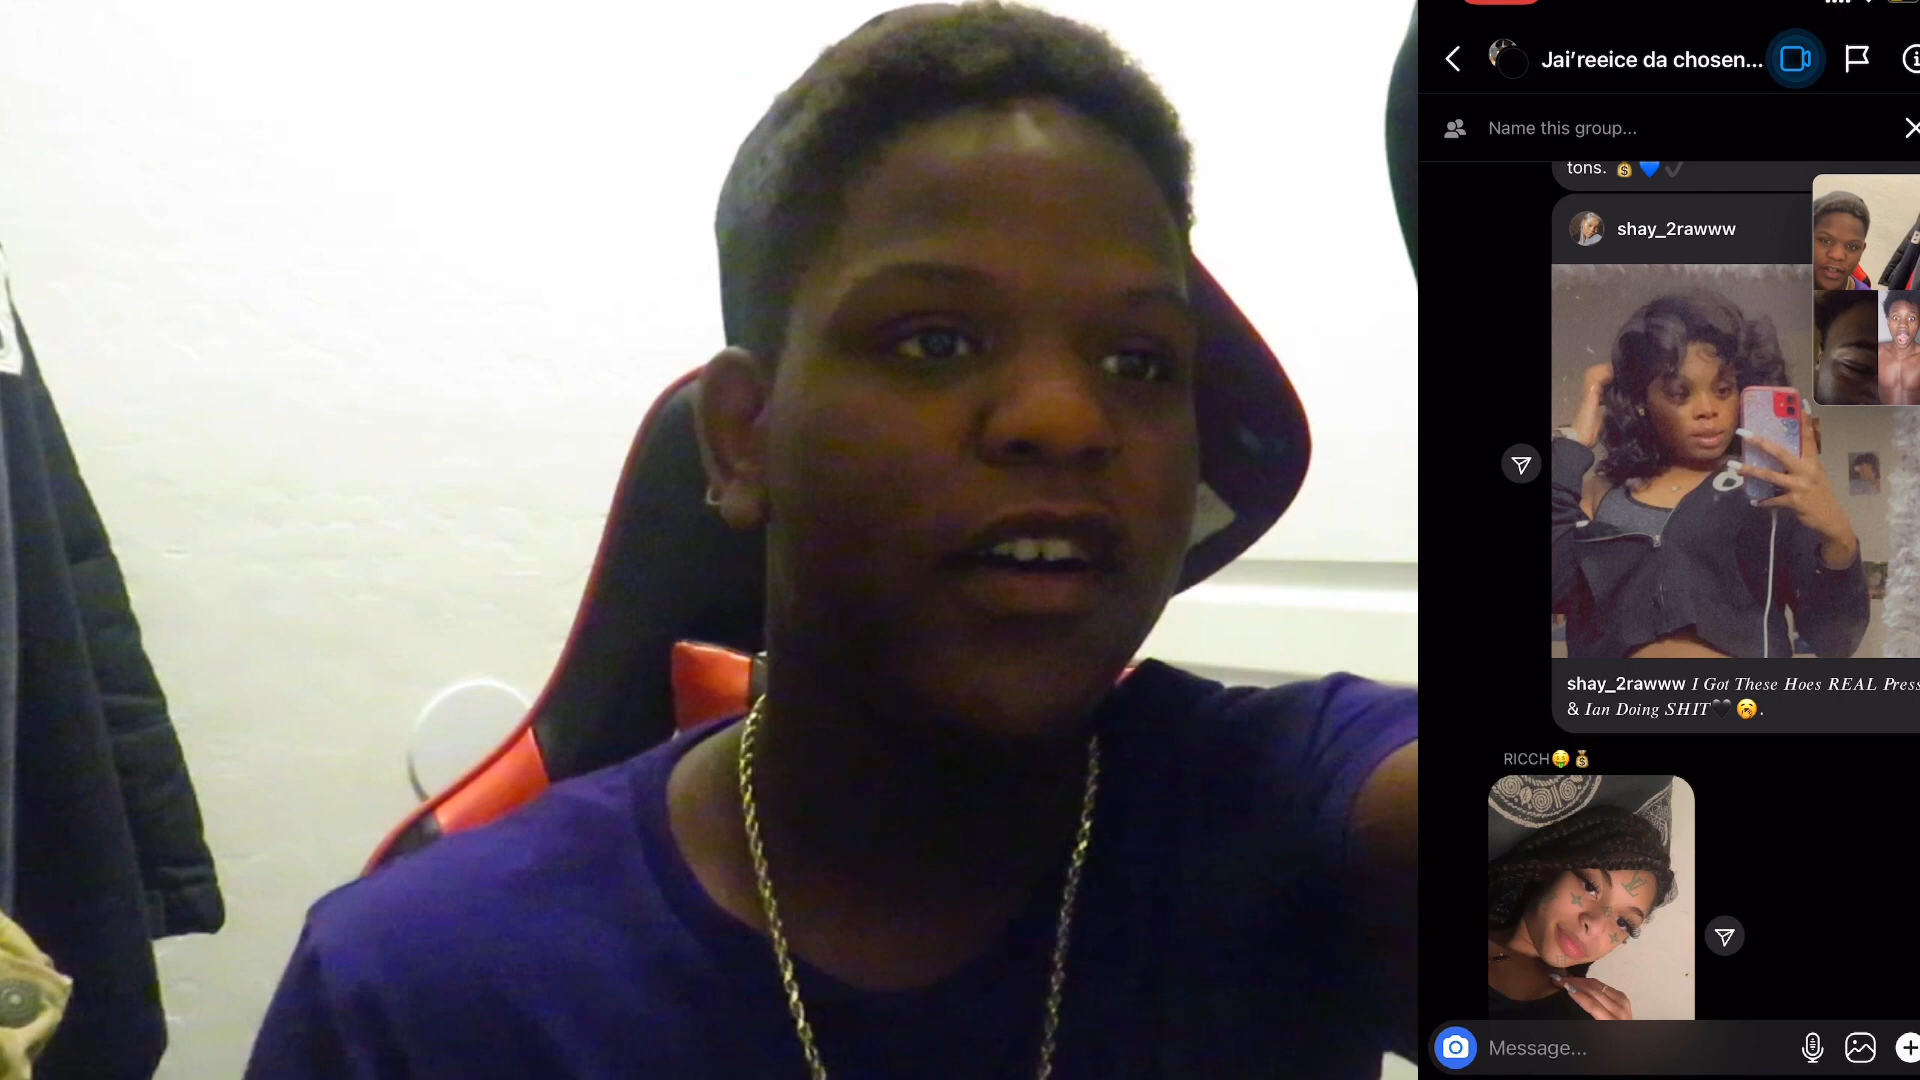 Jai’reeice da chosen...
Name this group...
tons. 💰💙✔️
shay_2rawww
shay_2rawww I Got These Hoes REAL Press
& Ian Doing SHIT🖤🥱.
RICCH🤑💰
Message...